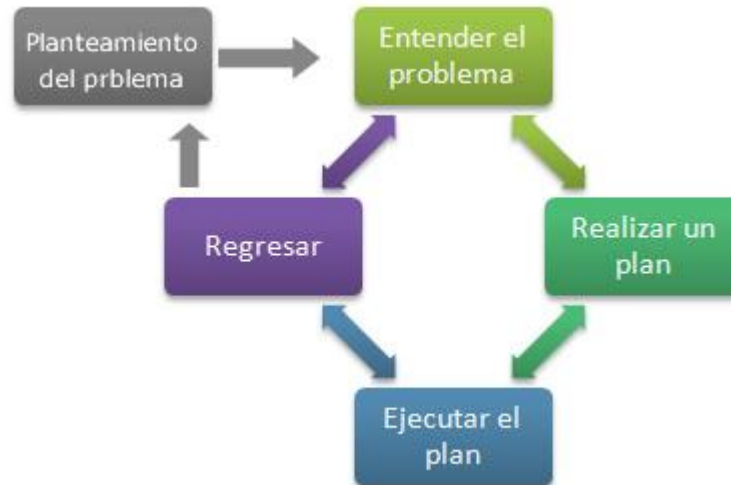 Planteamiento
del prblema
Entender el
problema
Regresar
Realizar un
plan
Ejecutar el
plan